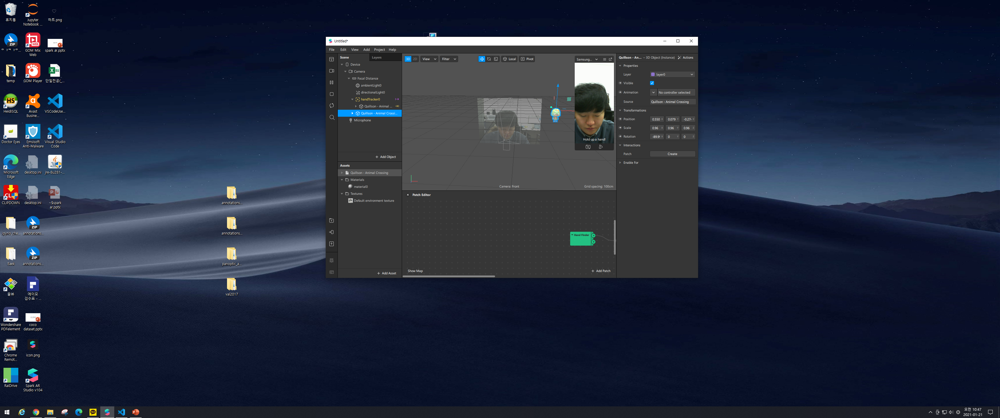 휴지통
Jupyter
Notebook ...
하트.png
ZIP
GOM Mix
Web
spark ar.pptx
temp
GOM Player
단일전공(_...
HeidiSQL
Avast
Busine...
VSCodeUse...
Doctor Eyes
Emsisoft
Anti-Malware
Visual Studio
Code
Microsoft
Edge
desktop.ini
jre-8u281-...
CLIPDOWN
desktop.ini
~$spark
ar.pptx
.ipynb_che...
annotations...
Baek
annotations...
꿀뷰
에이모
검수표 - ...
Wondershare
PDFelement
coco
dataset.pptx
Chrome
Remot...
icon.png
RaiDrive
Spark AR
Studio v104
annotations...
annotations...
panoptic_a...
val2017
Untitled*
File Edit View Add Project Help
Scene
Layers
Device
Camera
Focal Distance
ambientLight0
directionalLight0
handTracker0
Quillson - Animal ...
Quillson - Animal Crossi...
Microphone
+ Add Object
Assets
Quillson - Animal Crossing
Materials
material0
Textures
Default environment texture
+ Add Asset
3D 2D View Filter Local Pivot
Samsung...
Hold up a hand!
Camera: Front
Grid spacing: 100cm
Patch Editor
Hand Finder
Show Map
+ Add Patch
Quillson - An... – 3D Object (Instance) Actions
Properties
Layer layer0
Visible
Animation No controller selected
Source Quillson - Animal Crossing
Transformations
Position 0.550 X 0.079 Y -0.274 Z
Scale 0.96 X 0.96 Y 0.96 Z
Rotation -89.99 X 0 Y 0 Z
Interactions
Patch Create
Enable For
오전 10:47
2021-01-21